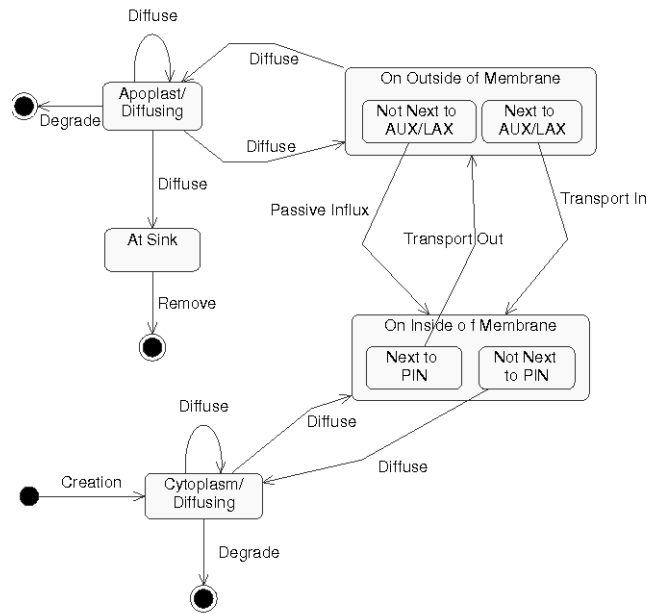 Diffuse
Diffuse
On Outside of Membrane
Apoplast/
Diffusing
Not Next to
AUX/LAX
Next to
AUX/LAX
Degrade
Diffuse
Diffuse
Transport In
Passive Influx
At Sink
Transport Out
Remove
On Inside o f Membrane
Next to
PIN
Not Next
to PIN
Diffuse
Diffuse
Diffuse
Creation
Cytoplasm/
Diffusing
Degrade